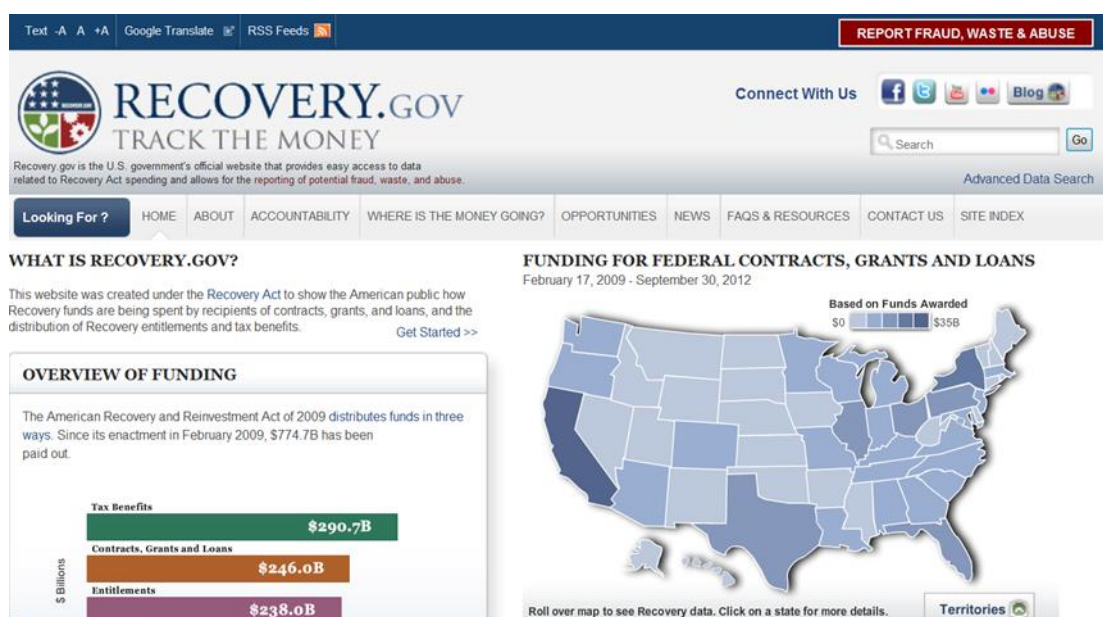 Text -A A +A Google Translate RSS Feeds
REPORT FRAUD, WASTE & ABUSE
RECOVERY.GOV
TRACK THE MONEY
Recovery.gov is the U.S. government's official website that provides easy access to data
related to Recovery Act spending and allows for the reporting of potential fraud, waste, and abuse.
Connect With Us
Blog
Search
Go
Advanced Data Search
Looking For ? HOME ABOUT ACCOUNTABILITY WHERE IS THE MONEY GOING? OPPORTUNITIES NEWS FAQS & RESOURCES CONTACT US SITE INDEX
WHAT IS RECOVERY.GOV?
This website was created under the Recovery Act to show the American public how
Recovery funds are being spent by recipients of contracts, grants, and loans, and the
distribution of Recovery entitlements and tax benefits.
Get Started >>
OVERVIEW OF FUNDING
The American Recovery and Reinvestment Act of 2009 distributes funds in three
ways. Since its enactment in February 2009, $774.7B has been
paid out.
$ Billions
Tax Benefits
$290.7B
Contracts, Grants and Loans
$246.0B
Entitlements
$238.0B
FUNDING FOR FEDERAL CONTRACTS, GRANTS AND LOANS
February 17, 2009 - September 30, 2012
Based on Funds Awarded
$0 $35B
Roll over map to see Recovery data. Click on a state for more details.
Territories